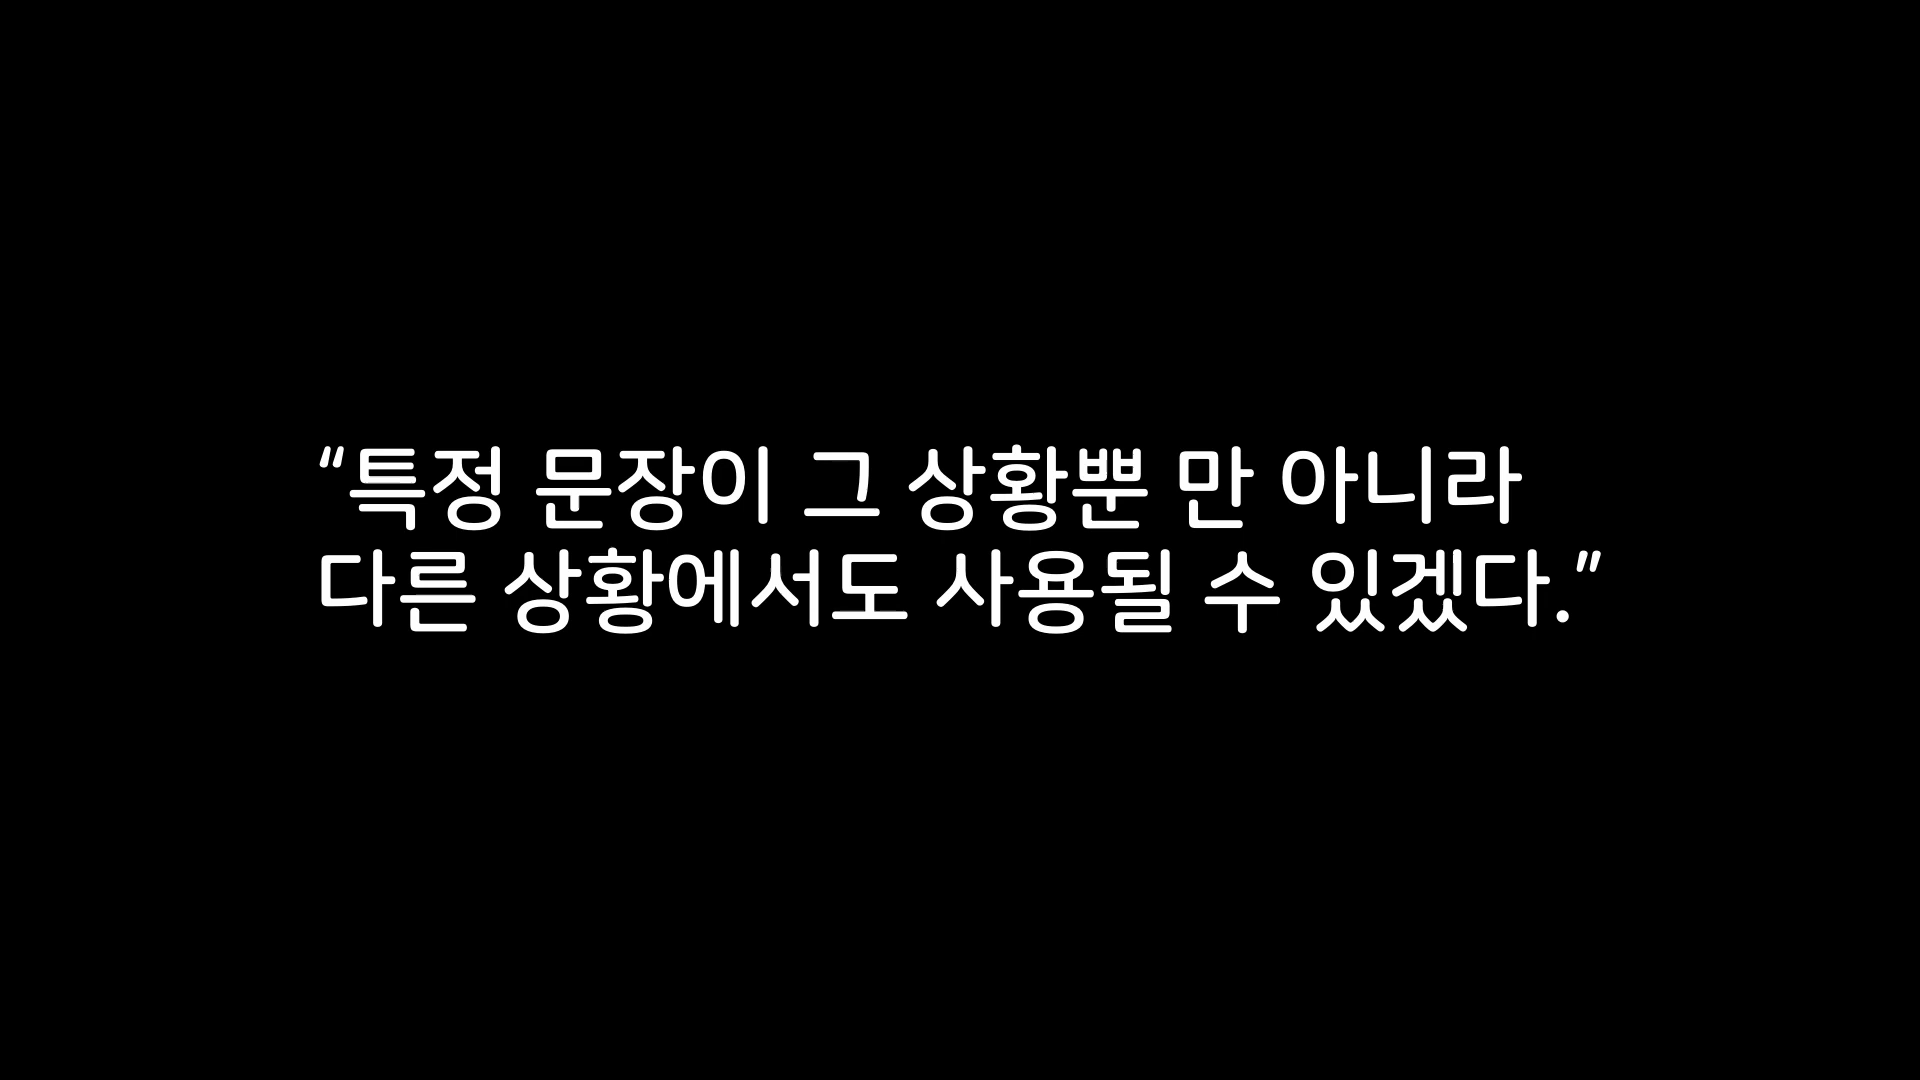 “특정 문장이 그 상황뿐 만 아니라
다른 상황에서도 사용될 수 있겠다.”